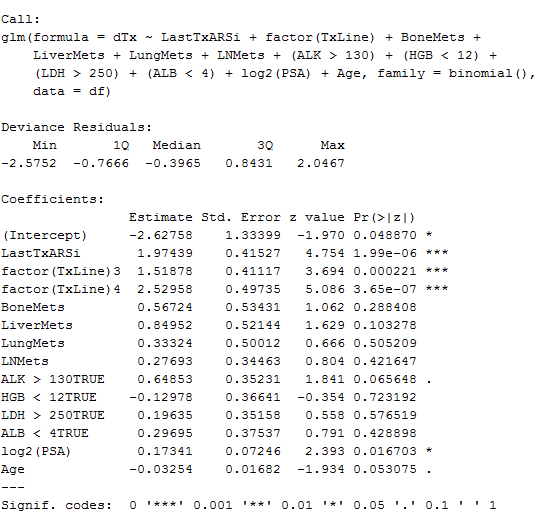 Call:
glm(formula = dTx ~ LastTxARSi + factor(TxLine) + BoneMets +
    LiverMets + LungMets + LNMets + (ALK > 130) + (HGB < 12) +
    (LDH > 250) + (ALB < 4) + log2(PSA) + Age, family = binomial(),
    data = df)

Deviance Residuals:
    Min       1Q   Median       3Q      Max
-2.5752  -0.7666  -0.3965   0.8431   2.0467

Coefficients:
                Estimate Std. Error z value Pr(>|z|)
(Intercept)     -2.62758    1.33399  -1.970 0.048870 *
LastTxARSi       1.97439    0.41527   4.754 1.99e-06 ***
factor(TxLine)3  1.51878    0.41117   3.694 0.000221 ***
factor(TxLine)4  2.52958    0.49735   5.086 3.65e-07 ***
BoneMets         0.56724    0.53431   1.062 0.288408
LiverMets        0.84952    0.52144   1.629 0.103278
LungMets         0.33324    0.50012   0.666 0.505209
LNMets           0.27693    0.34463   0.804 0.421647
ALK > 130TRUE    0.64853    0.35231   1.841 0.065648 .
HGB < 12TRUE    -0.12978    0.36641  -0.354 0.723192
LDH > 250TRUE    0.19635    0.35158   0.558 0.576519
ALB < 4TRUE      0.29695    0.37537   0.791 0.428898
log2(PSA)        0.17341    0.07246   2.393 0.016703 *
Age             -0.03254    0.01682  -1.934 0.053075 .
---
Signif. codes:  0 '***' 0.001 '**' 0.01 '*' 0.05 '.' 0.1 ' ' 1